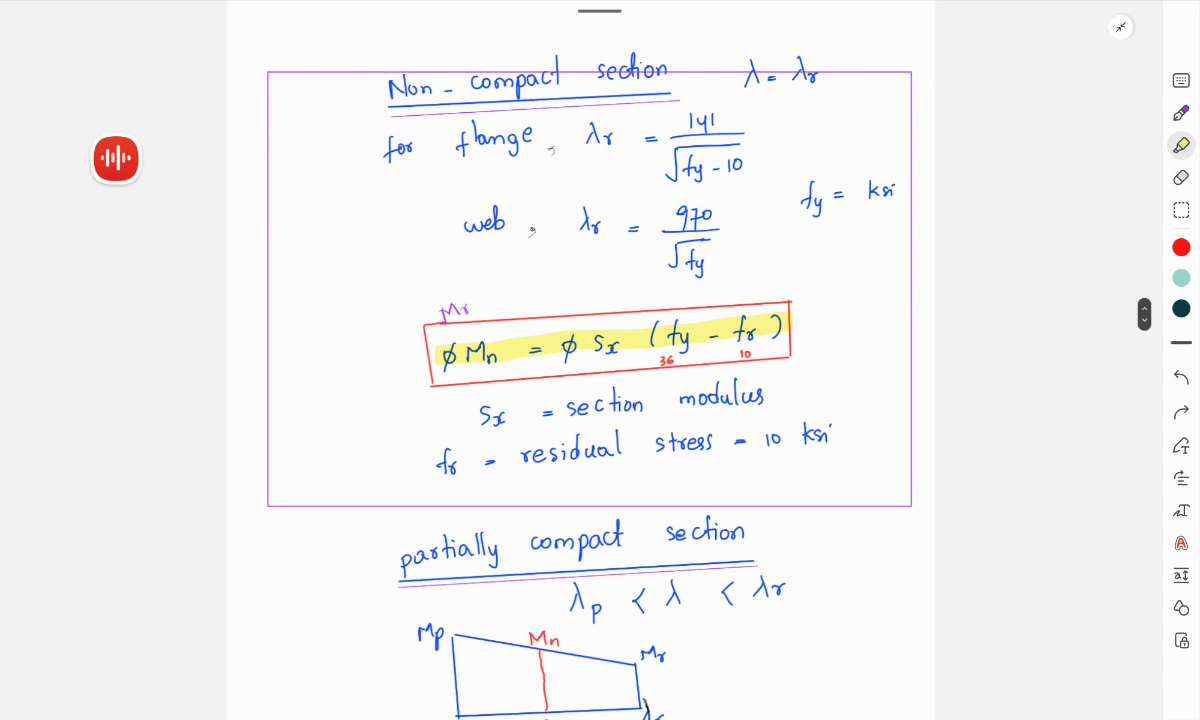 Non - compact section λ = λr
for flange, λr = 141 / √fy - 10
fy = ksi
web, λr = 970 / √fy
Mr
φ Mn = φ Sx (fy - fr)
36 10
Sx = section modulus
fr = residual stress = 10 ksi
partially compact section
λp < λ < λr
Mp Mn Mr